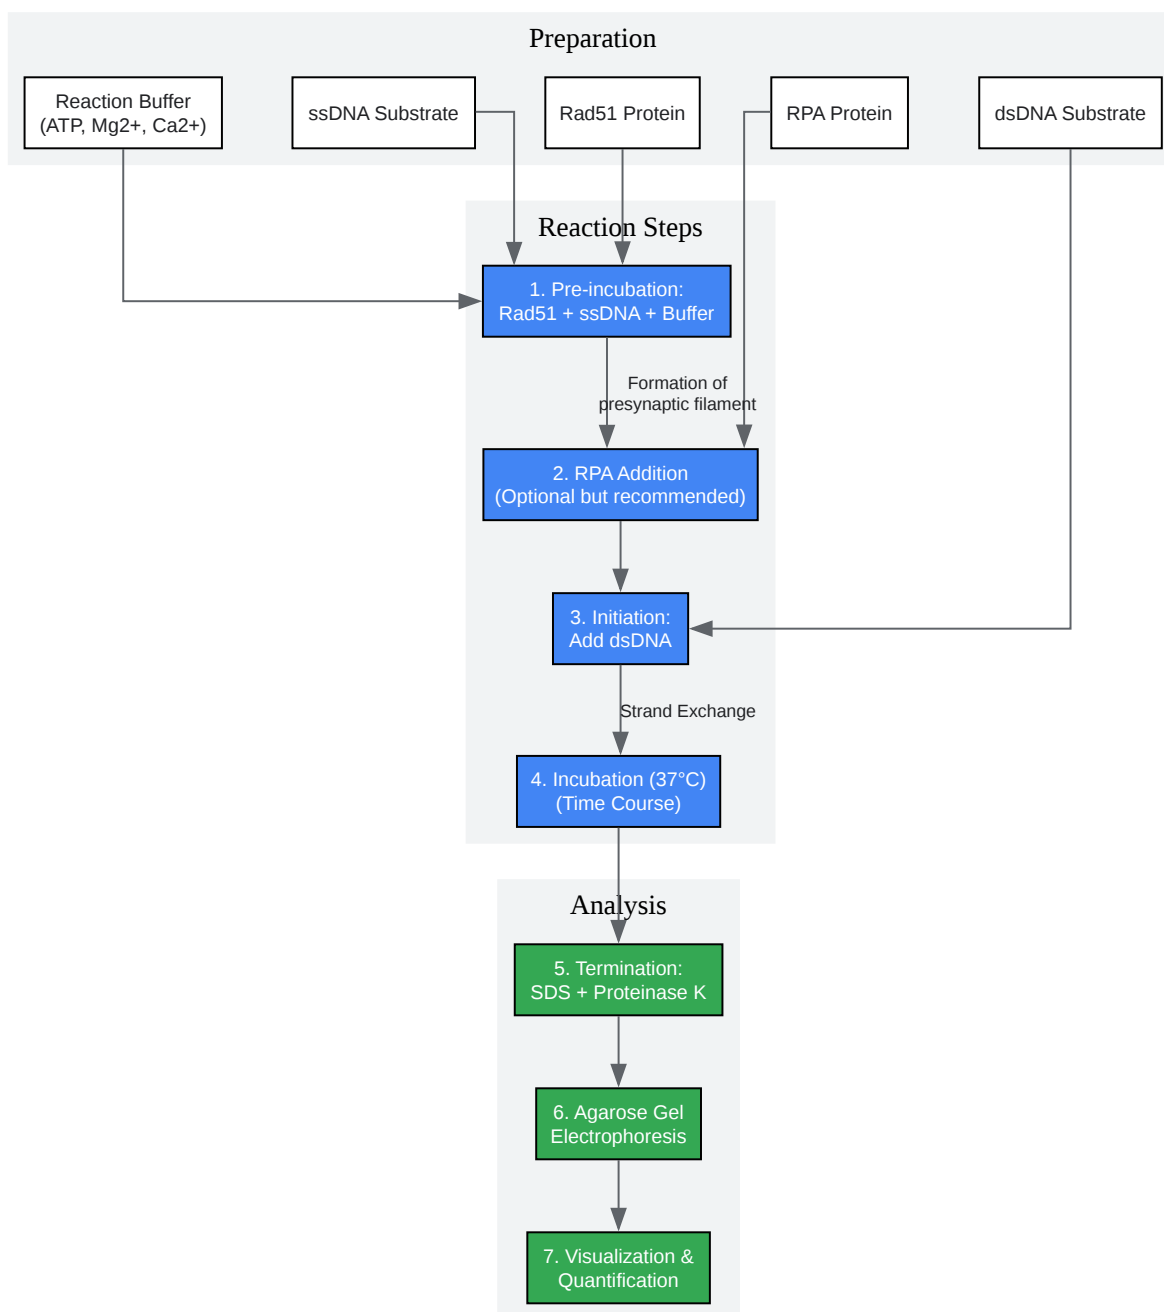 Preparation
Reaction Buffer
(ATP, Mg2+, Ca2+)
ssDNA Substrate
Rad51 Protein
RPA Protein
dsDNA Substrate
Reaction Steps
1. Pre-incubation:
Rad51 + ssDNA + Buffer
Formation of
presynaptic filament
2. RPA Addition
(Optional but recommended)
3. Initiation:
Add dsDNA
Strand Exchange
4. Incubation (37°C)
(Time Course)
Analysis
5. Termination:
SDS + Proteinase K
6. Agarose Gel
Electrophoresis
7. Visualization &
Quantification